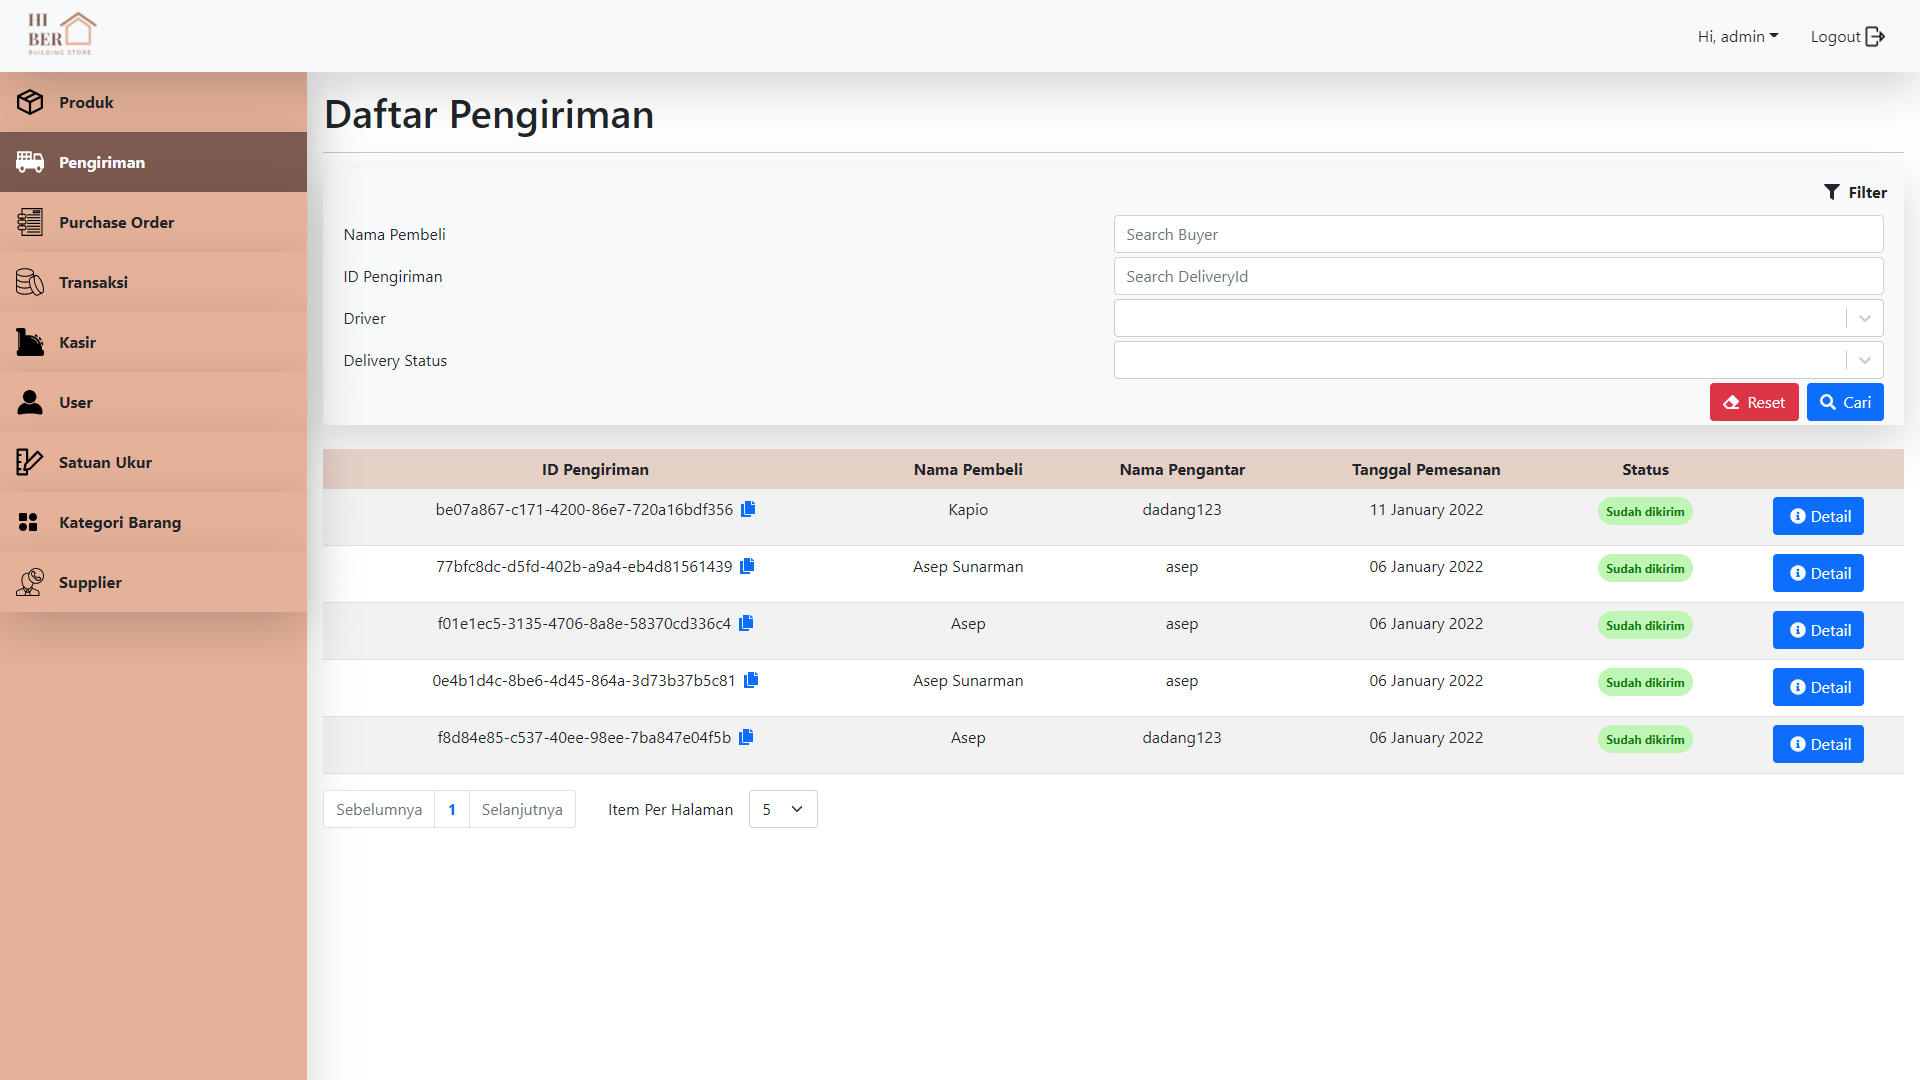 HI
BER
BUILDING STORE
Hi, admin
Logout
Produk
Pengiriman
Purchase Order
Transaksi
Kasir
User
Satuan Ukur
Kategori Barang
Supplier
Daftar Pengiriman
Filter
Nama Pembeli Search Buyer
ID Pengiriman Search DeliveryId
Driver
Delivery Status
Reset Cari
ID Pengiriman Nama Pembeli Nama Pengantar Tanggal Pemesanan Status
be07a867-c171-4200-86e7-720a16bdf356 Kapio dadang123 11 January 2022 Sudah dikirim Detail
77bfc8dc-d5fd-402b-a9a4-eb4d81561439 Asep Sunarman asep 06 January 2022 Sudah dikirim Detail
f01e1ec5-3135-4706-8a8e-58370cd336c4 Asep asep 06 January 2022 Sudah dikirim Detail
0e4b1d4c-8be6-4d45-864a-3d73b37b5c81 Asep Sunarman asep 06 January 2022 Sudah dikirim Detail
f8d84e85-c537-40ee-98ee-7ba847e04f5b Asep dadang123 06 January 2022 Sudah dikirim Detail
Sebelumnya 1 Selanjutnya Item Per Halaman 5